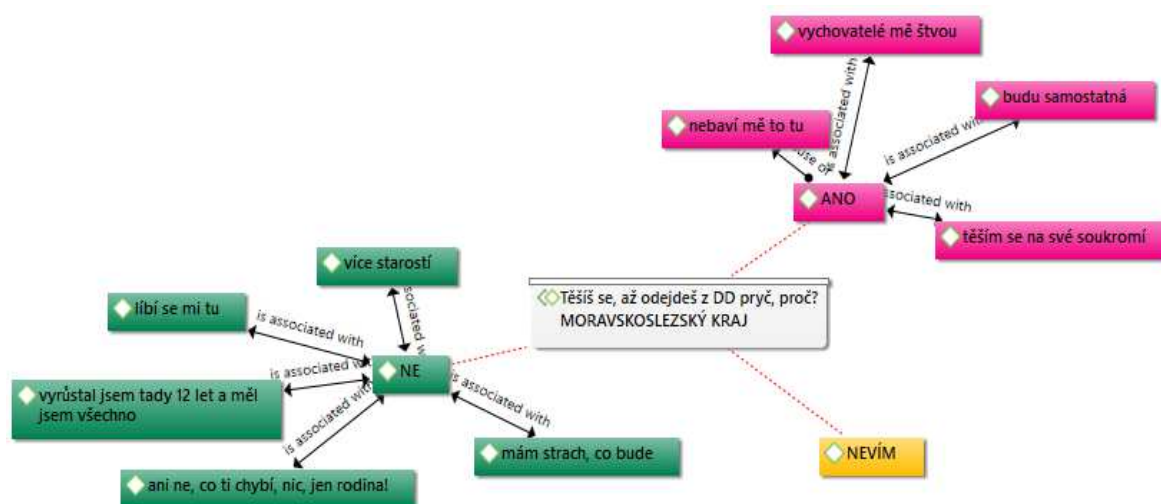 vychovatelé mě štvou
budu samostatná
nebaví mě to tu
is associated with
is associated with
ANO
associated with
těším se na své soukromí
více starostí
Těšíš se, až odejdeš z DD pryč, proč?
MORAVSKOSLEZSKÝ KRAJ
líbí se mi tu
is associated with
is associated with
NE
vyrůstal jsem tady 12 let a měl
jsem všechno
is associated with
is associated with
mám strach, co bude
NEVÍM
ani ne, co ti chybí, nic, jen rodina!